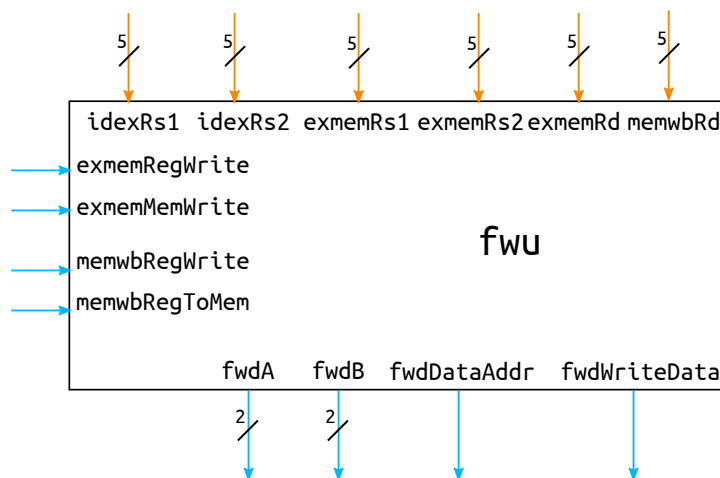 5 5 5 5 5 5
idexRs1 idexRs2 exmemRs1 exmemRs2 exmemRd memwbRd
exmemRegWrite
exmemMemWrite
fwu
memwbRegWrite
memwbRegToMem
fwdA fwdB fwdDataAddr fwdWriteData
2 2